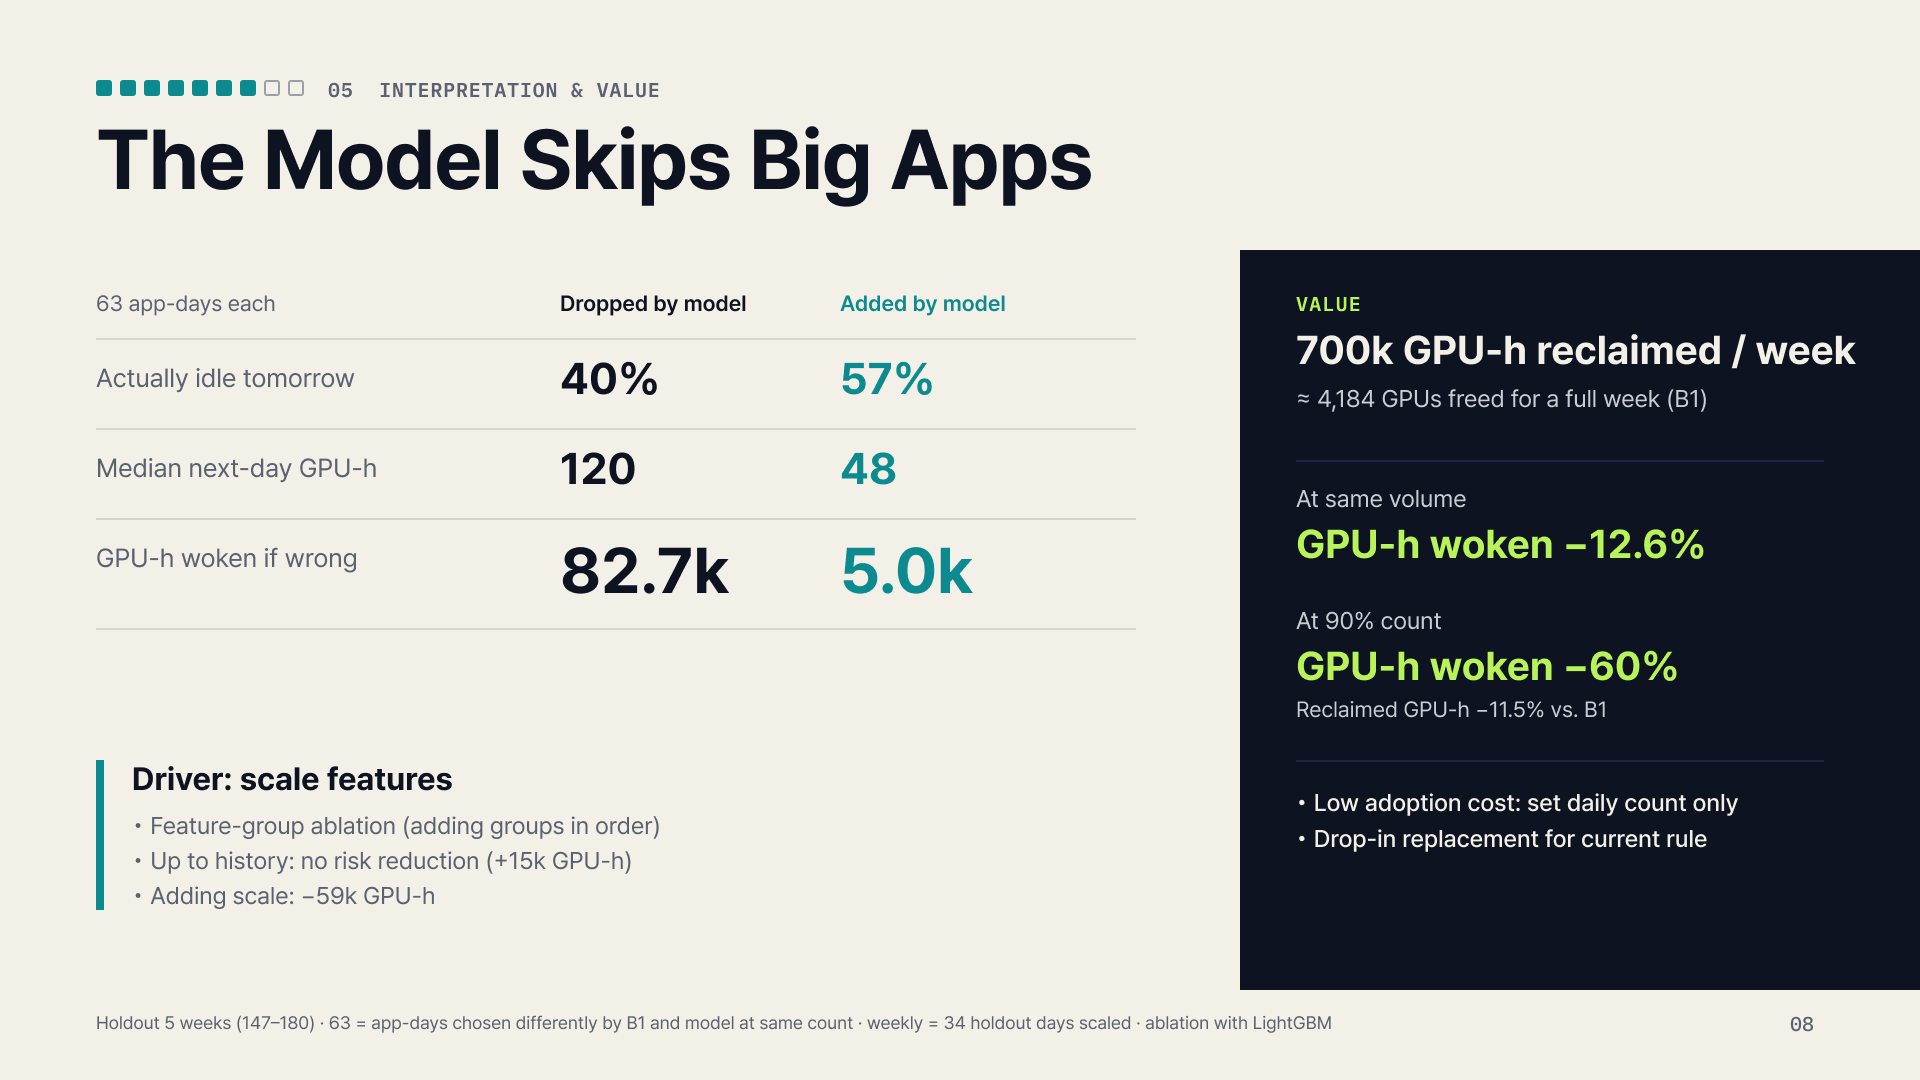 05 INTERPRETATION & VALUE
The Model Skips Big Apps
63 app-days each Dropped by model Added by model
Actually idle tomorrow 40% 57%
Median next-day GPU-h 120 48
GPU-h woken if wrong 82.7k 5.0k
Driver: scale features
• Feature-group ablation (adding groups in order)
• Up to history: no risk reduction (+15k GPU-h)
• Adding scale: −59k GPU-h
VALUE
700k GPU-h reclaimed / week
≈ 4,184 GPUs freed for a full week (B1)
At same volume
GPU-h woken −12.6%
At 90% count
GPU-h woken −60%
Reclaimed GPU-h −11.5% vs. B1
• Low adoption cost: set daily count only
• Drop-in replacement for current rule
Holdout 5 weeks (147–180) · 63 = app-days chosen differently by B1 and model at same count · weekly = 34 holdout days scaled · ablation with LightGBM
08